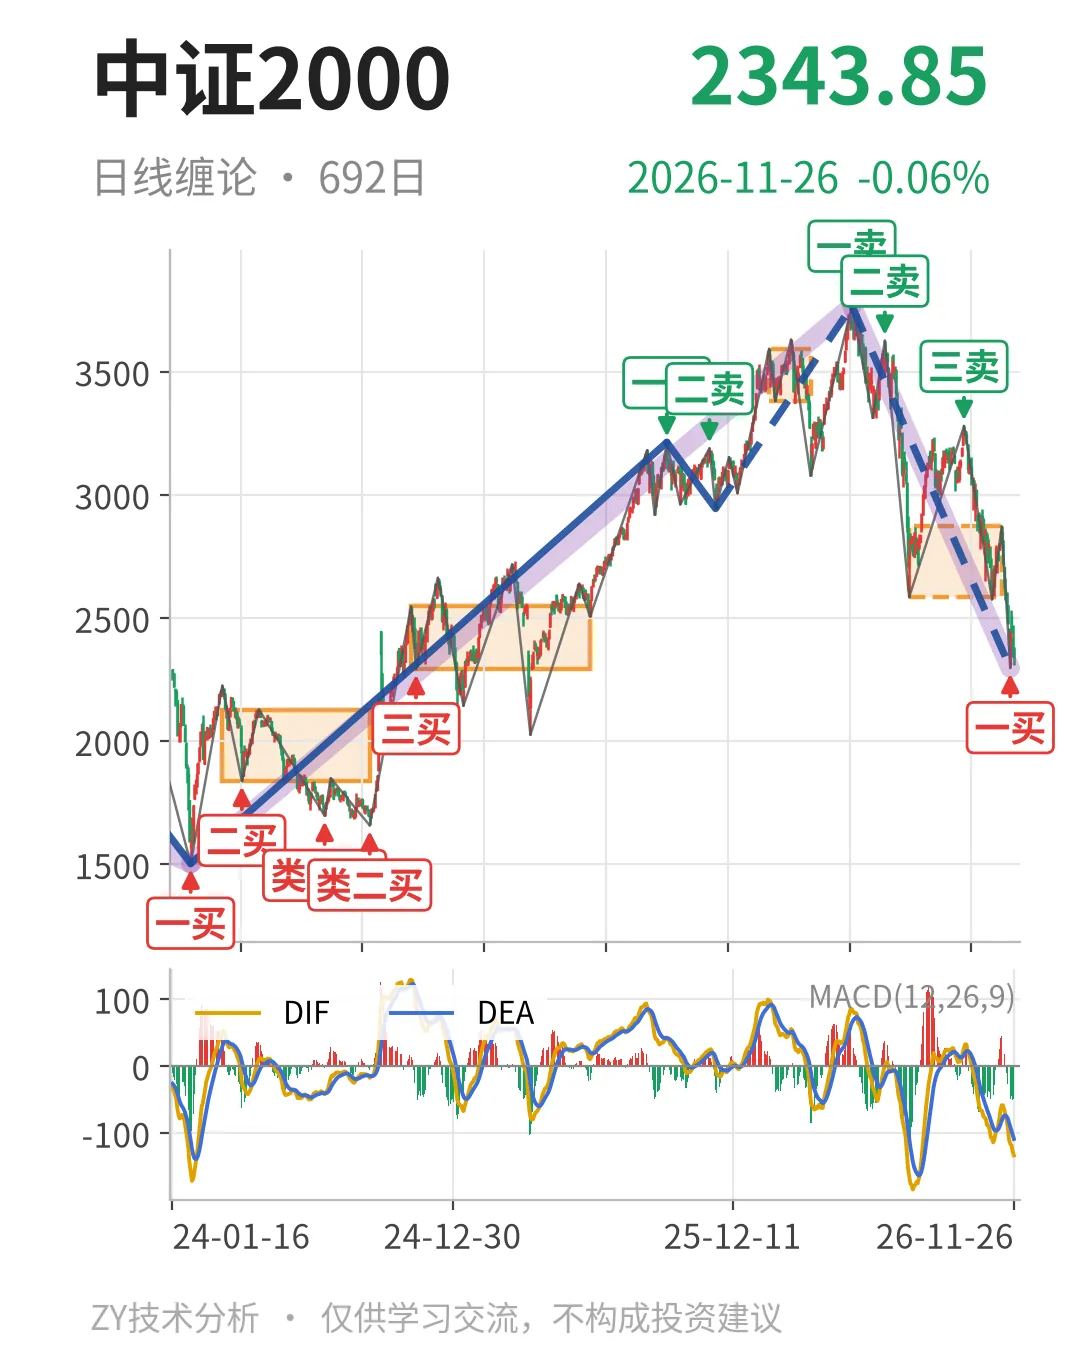 中证2000
2343.85
日线缠论 · 692日
2026-11-26 -0.06%
一卖
二卖
三卖
一
二卖
3500
3000
2500
2000
1500
三买
一买
二买
类
类二买
一买
100
0
-100
DIF
DEA
MACD(12,26,9)
24-01-16
24-12-30
25-12-11
26-11-26
ZY技术分析 · 仅供学习交流，不构成投资建议